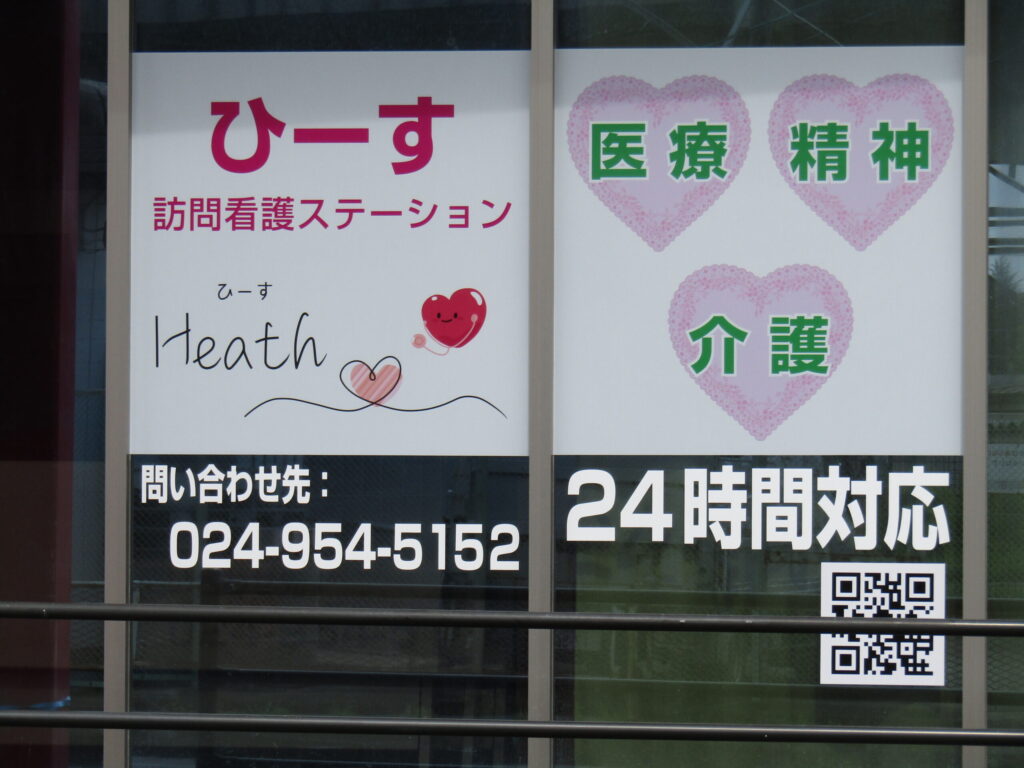 ひーす
訪問看護ステーション
ひーす
Heath
問い合わせ先：
024-954-5152
医療
精神
介護
24時間対応